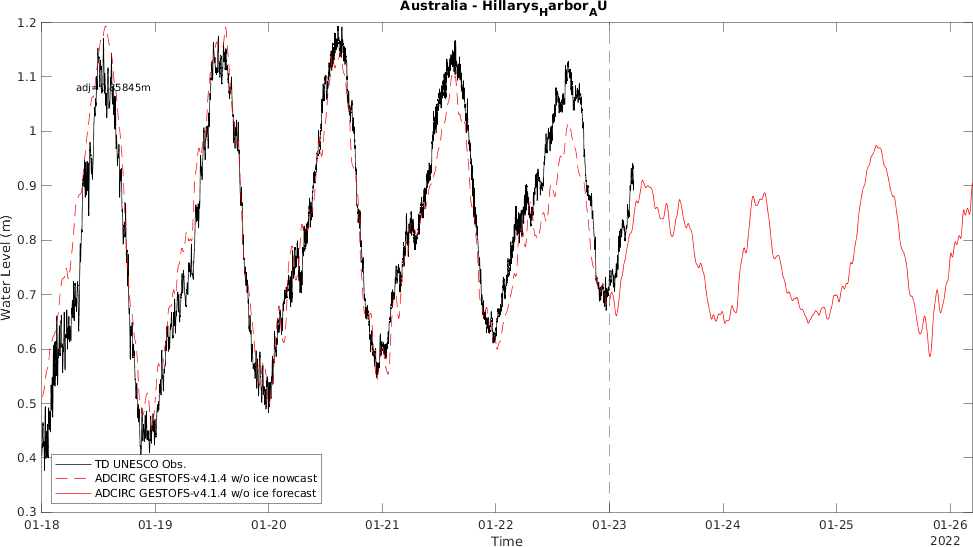 Australia - HillarysHarborAU
1.2
1.1
1
0.9
0.8
0.7
0.6
0.5
0.4
0.3
Water Level (m)
TD UNESCO Obs.
ADCIRC GESTOFS-v4.1.4 w/o ice nowcast
ADCIRC GESTOFS-v4.1.4 w/o ice forecast
01-18 01-19 01-20 01-21 01-22 01-23 01-24 01-25 01-26
Time 2022